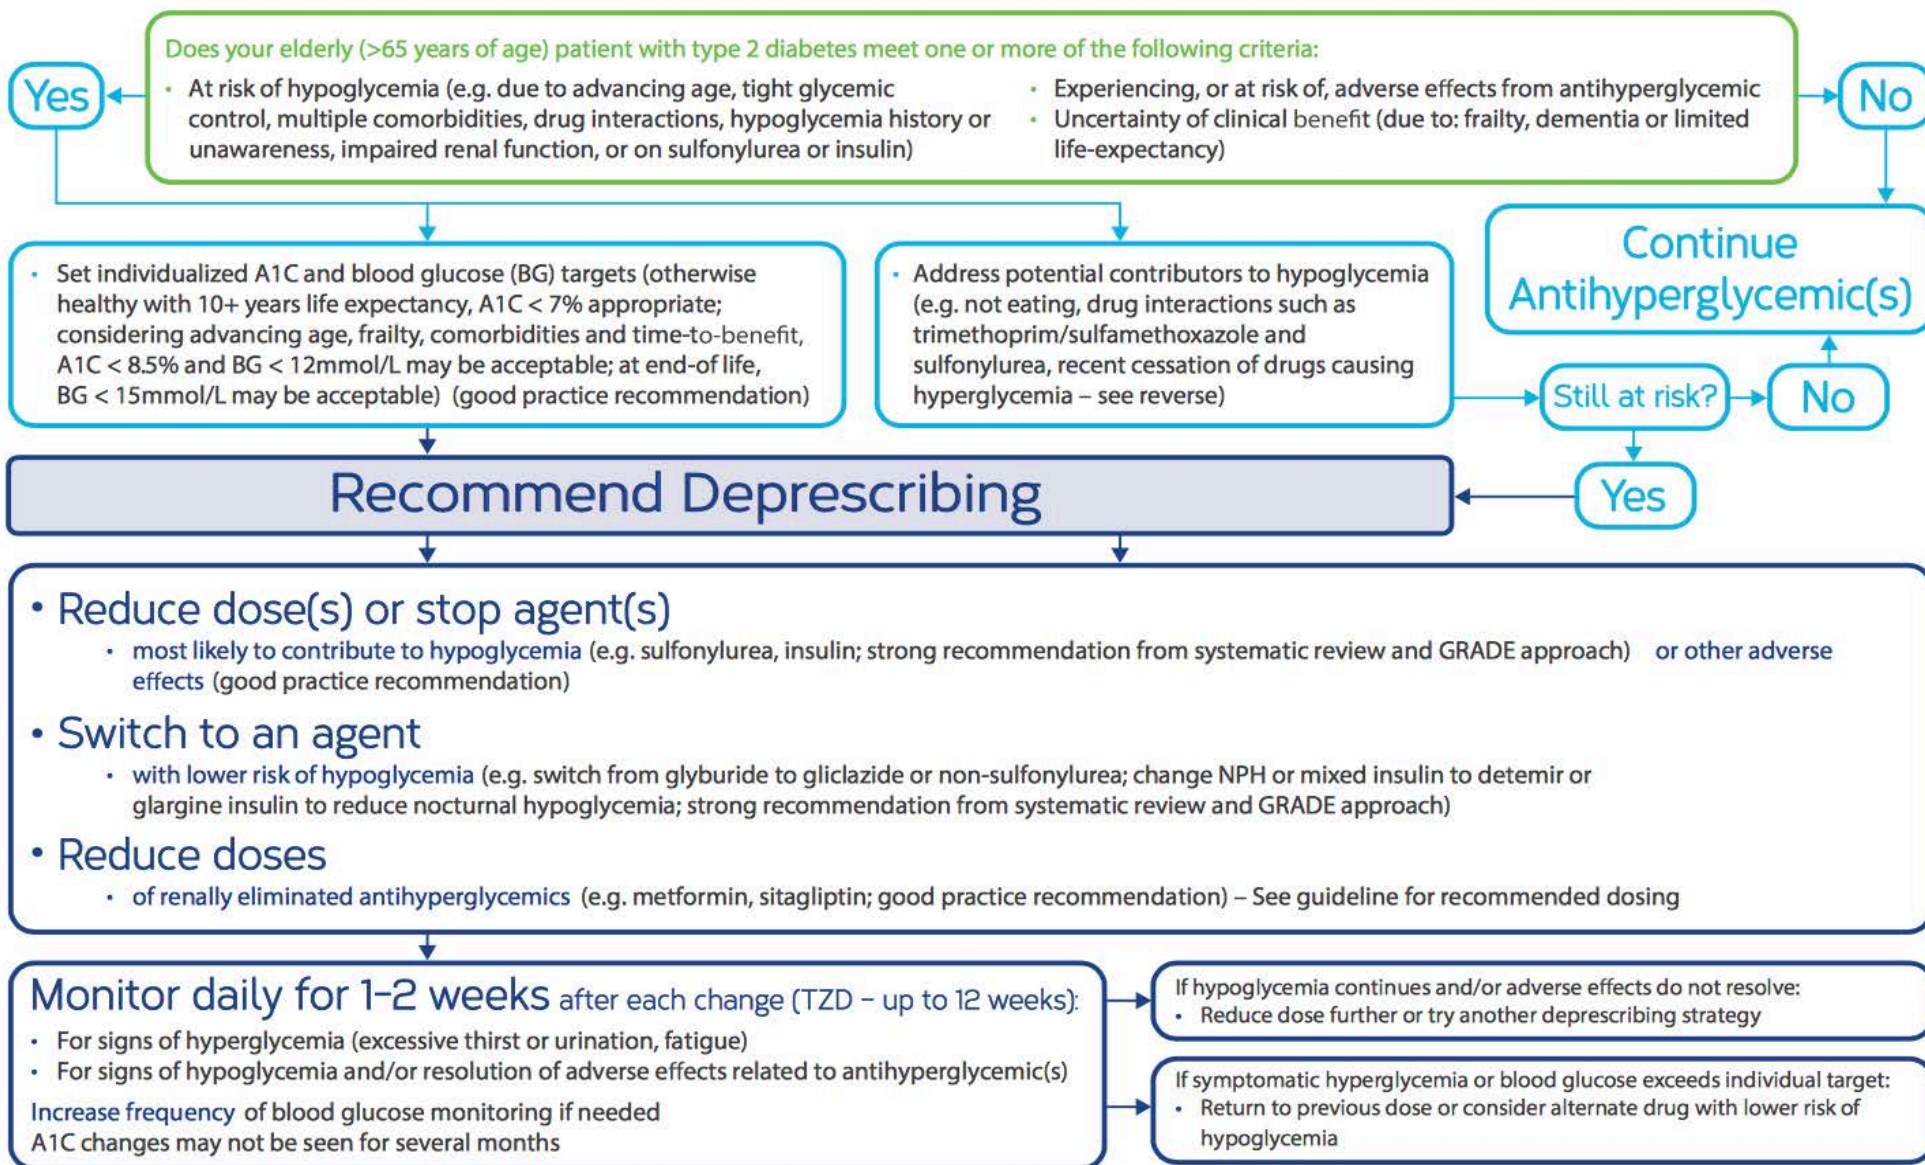 Does your elderly (>65 years of age) patient with type 2 diabetes meet one or more of the following criteria:
Yes
• At risk of hypoglycemia (e.g. due to advancing age, tight glycemic
control, multiple comorbidities, drug interactions, hypoglycemia history or
unawareness, impaired renal function, or on sulfonylurea or insulin)
• Experiencing, or at risk of, adverse effects from antihyperglycemic
• Uncertainty of clinical benefit (due to: frailty, dementia or limited
life-expectancy)
No
• Set individualized A1C and blood glucose (BG) targets (otherwise
healthy with 10+ years life expectancy, A1C < 7% appropriate;
considering advancing age, frailty, comorbidities and time-to-benefit,
A1C < 8.5% and BG < 12mmol/L may be acceptable; at end-of life,
BG < 15mmol/L may be acceptable) (good practice recommendation)
• Address potential contributors to hypoglycemia
(e.g. not eating, drug interactions such as
trimethoprim/sulfamethoxazole and
sulfonylurea, recent cessation of drugs causing
hyperglycemia – see reverse)
Continue
Antihyperglycemic(s)
Still at risk?
No
Yes
Recommend Deprescribing
• Reduce dose(s) or stop agent(s)
• most likely to contribute to hypoglycemia (e.g. sulfonylurea, insulin; strong recommendation from systematic review and GRADE approach) or other adverse
effects (good practice recommendation)
• Switch to an agent
• with lower risk of hypoglycemia (e.g. switch from glyburide to gliclazide or non-sulfonylurea; change NPH or mixed insulin to detemir or
glargine insulin to reduce nocturnal hypoglycemia; strong recommendation from systematic review and GRADE approach)
• Reduce doses
• of renally eliminated antihyperglycemics (e.g. metformin, sitagliptin; good practice recommendation) – See guideline for recommended dosing
Monitor daily for 1-2 weeks after each change (TZD – up to 12 weeks):
• For signs of hyperglycemia (excessive thirst or urination, fatigue)
• For signs of hypoglycemia and/or resolution of adverse effects related to antihyperglycemic(s)
Increase frequency of blood glucose monitoring if needed
A1C changes may not be seen for several months
If hypoglycemia continues and/or adverse effects do not resolve:
• Reduce dose further or try another deprescribing strategy
If symptomatic hyperglycemia or blood glucose exceeds individual target:
• Return to previous dose or consider alternate drug with lower risk of
hypoglycemia